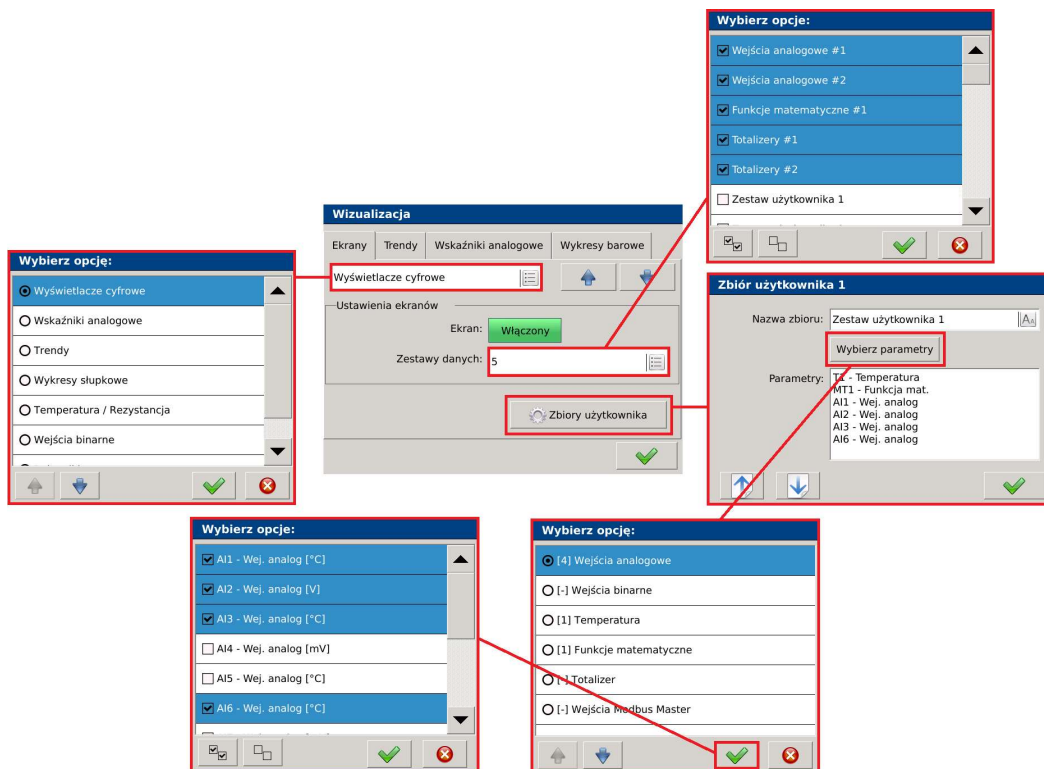 Wybierz opcje:
Wejścia analogowe #1
Wejścia analogowe #2
Funkcje matematyczne #1
Totalizery #1
Totalizery #2
Zestaw użytkownika 1
Wizualizacja
Ekrany Trendy Wskaźniki analogowe Wykresy barowe
Wyświetlacze cyfrowe
Ustawienia ekranów
Ekran: Włączony
Zestawy danych: 5
Zbiory użytkownika
Wybierz opcję:
Wyświetlacze cyfrowe
Wskaźniki analogowe
Trendy
Wykresy słupkowe
Temperatura / Rezystancja
Wejścia binarne
Zbiór użytkownika 1
Nazwa zbioru: Zestaw użytkownika 1
Wybierz parametry
Parametry: T1 - Temperatura
MT1 - Funkcja mat.
AI1 - Wej. analog
AI2 - Wej. analog
AI3 - Wej. analog
AI6 - Wej. analog
Wybierz opcje:
AI1 - Wej. analog [°C]
AI2 - Wej. analog [V]
AI3 - Wej. analog [°C]
AI4 - Wej. analog [mV]
AI5 - Wej. analog [°C]
AI6 - Wej. analog [°C]
Wybierz opcję:
[4] Wejścia analogowe
[-] Wejścia binarne
[1] Temperatura
[1] Funkcje matematyczne
[-] Totalizer
[-] Wejścia Modbus Master